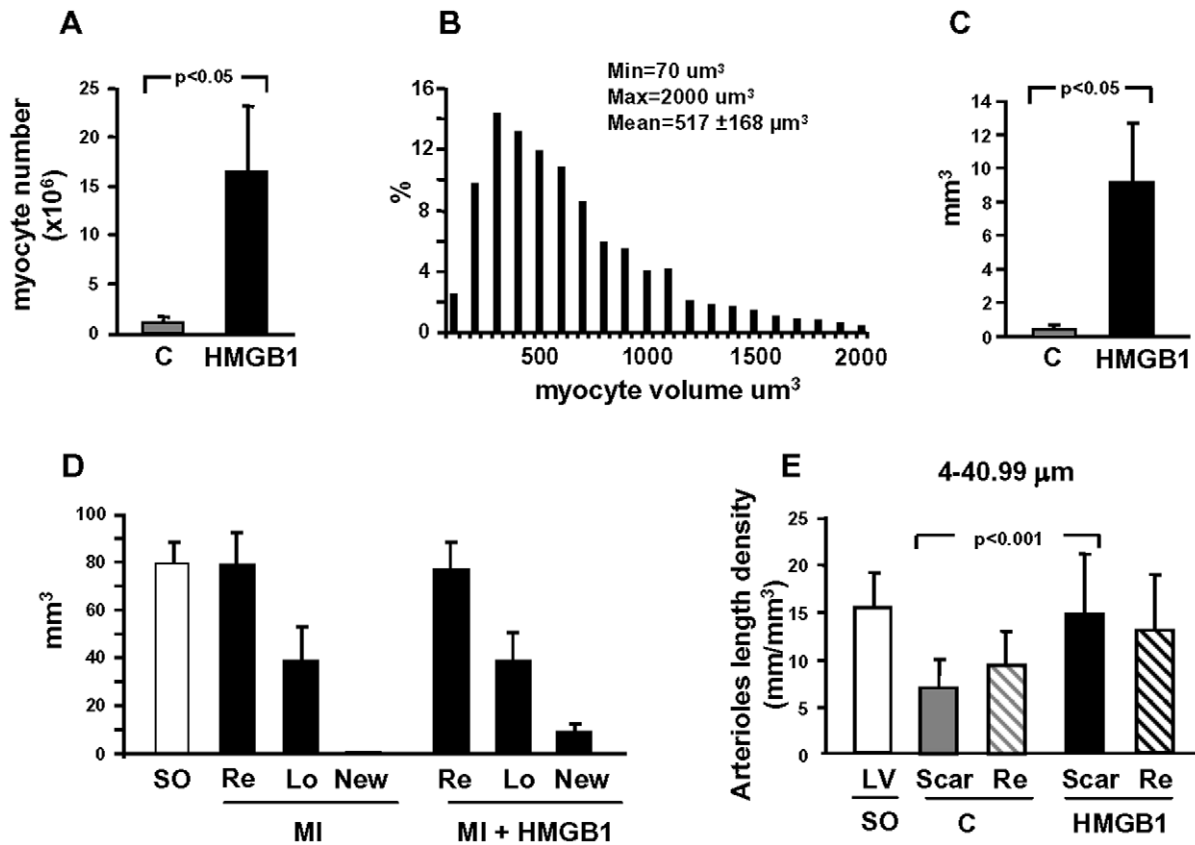 A
myocyte number
(x10⁶)
p<0.05
25
20
15
10
5
0
C HMGB1
B
Min=70 um³
Max=2000 um³
Mean=517 ±168 µm³
%
16
12
8
4
0
500 1000 1500 2000
myocyte volume um³
C
p<0.05
mm³
14
12
10
8
6
4
2
0
C HMGB1
D
mm³
100
80
60
40
20
0
SO Re Lo New Re Lo New
MI MI + HMGB1
E
4-40.99 µm
Arterioles length density
(mm/mm³)
p<0.001
25
20
15
10
5
0
LV Scar Re Scar Re
SO C HMGB1